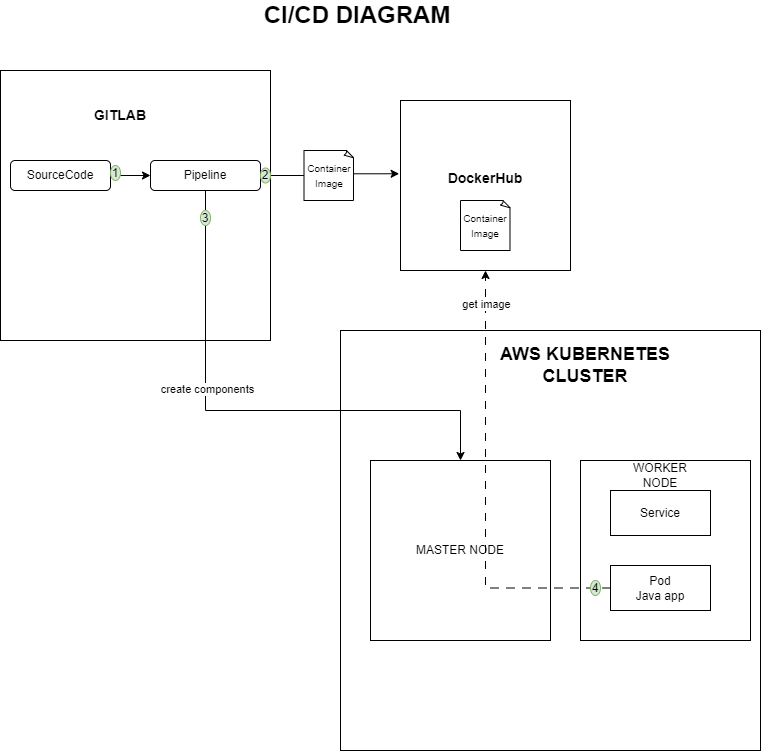 CI/CD DIAGRAM
GITLAB
SourceCode
1
Pipeline
2
Container
Image
3
DockerHub
Container
Image
get image
create components
AWS KUBERNETES
CLUSTER
MASTER NODE
WORKER
NODE
Service
4
Pod
Java app